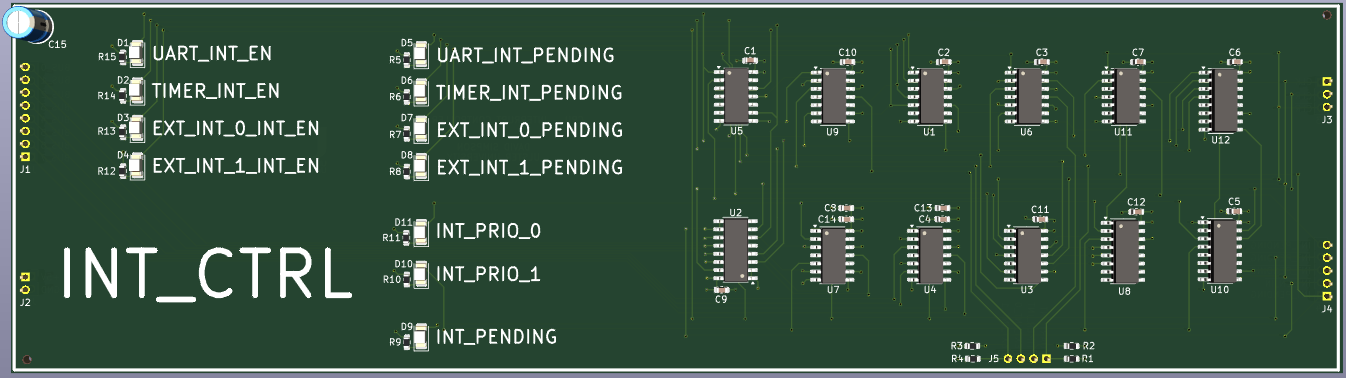 C15
D1
R15
UART_INT_EN
D2
R14
TIMER_INT_EN
D3
R13
EXT_INT_0_INT_EN
D4
R12
EXT_INT_1_INT_EN
J1
D5
R5
UART_INT_PENDING
D6
R6
TIMER_INT_PENDING
D7
R7
EXT_INT_0_PENDING
D8
R8
EXT_INT_1_PENDING
D11
R11
INT_PRIO_0
D10
R10
INT_PRIO_1
D9
R9
INT_PENDING
INT_CTRL
J2
C1
C10
C2
C3
C7
C6
U5
U9
U1
U6
U11
U12
J3
U2
C8
C14
C13
C4
C11
C12
C5
C9
U7
U4
U3
U8
U10
J4
R3
R4
J5
R2
R1